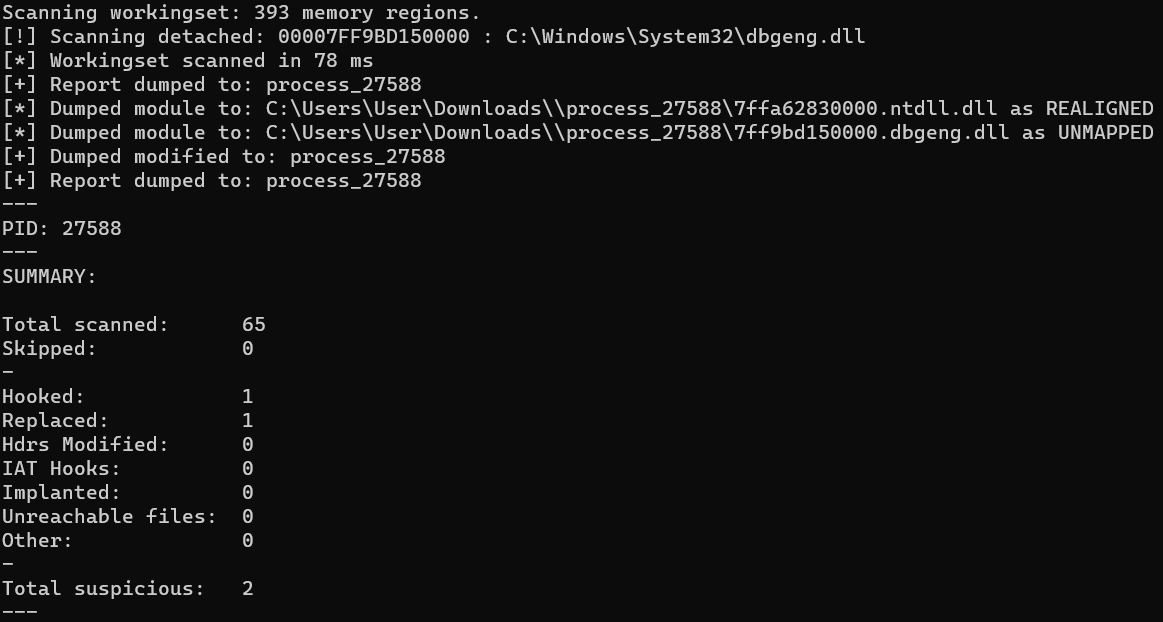 Scanning workingset: 393 memory regions.
[!] Scanning detached: 00007FF9BD150000 : C:\Windows\System32\dbgeng.dll
[*] Workingset scanned in 78 ms
[+] Report dumped to: process_27588
[*] Dumped module to: C:\Users\User\Downloads\\process_27588\7ffa62830000.ntdll.dll as REALIGNED
[*] Dumped module to: C:\Users\User\Downloads\\process_27588\7ff9bd150000.dbgeng.dll as UNMAPPED
[+] Dumped modified to: process_27588
[+] Report dumped to: process_27588
---
PID: 27588
---
SUMMARY:

Total scanned:      65
Skipped:            0
-
Hooked:             1
Replaced:           1
Hdrs Modified:      0
IAT Hooks:          0
Implanted:          0
Unreachable files:  0
Other:              0
-
Total suspicious:   2
---